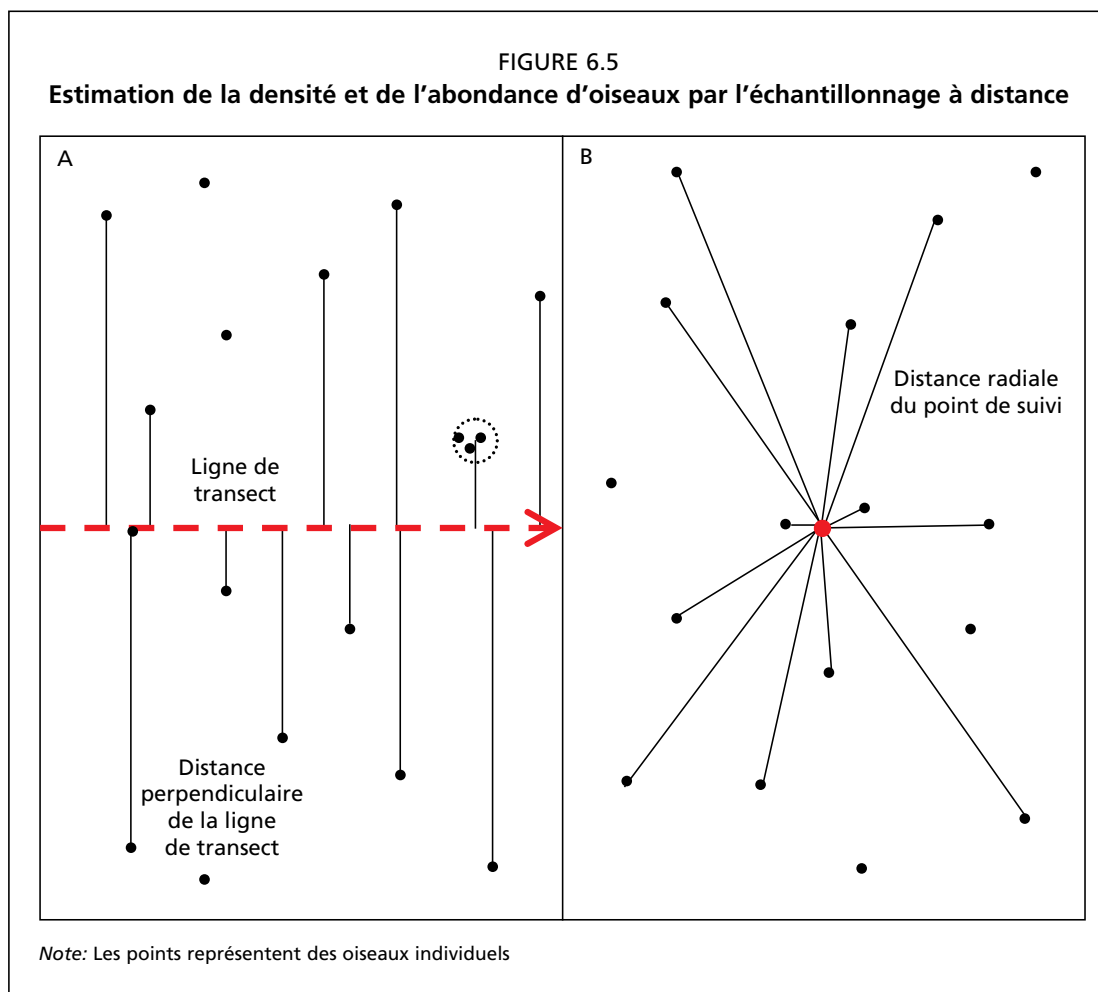 FIGURE 6.5
Estimation de la densité et de l'abondance d'oiseaux par l'échantillonnage à distance
A
Ligne de
transect
Distance
perpendiculaire
de la ligne
de transect
B
Distance radiale
du point de suivi
Note: Les points représentent des oiseaux individuels